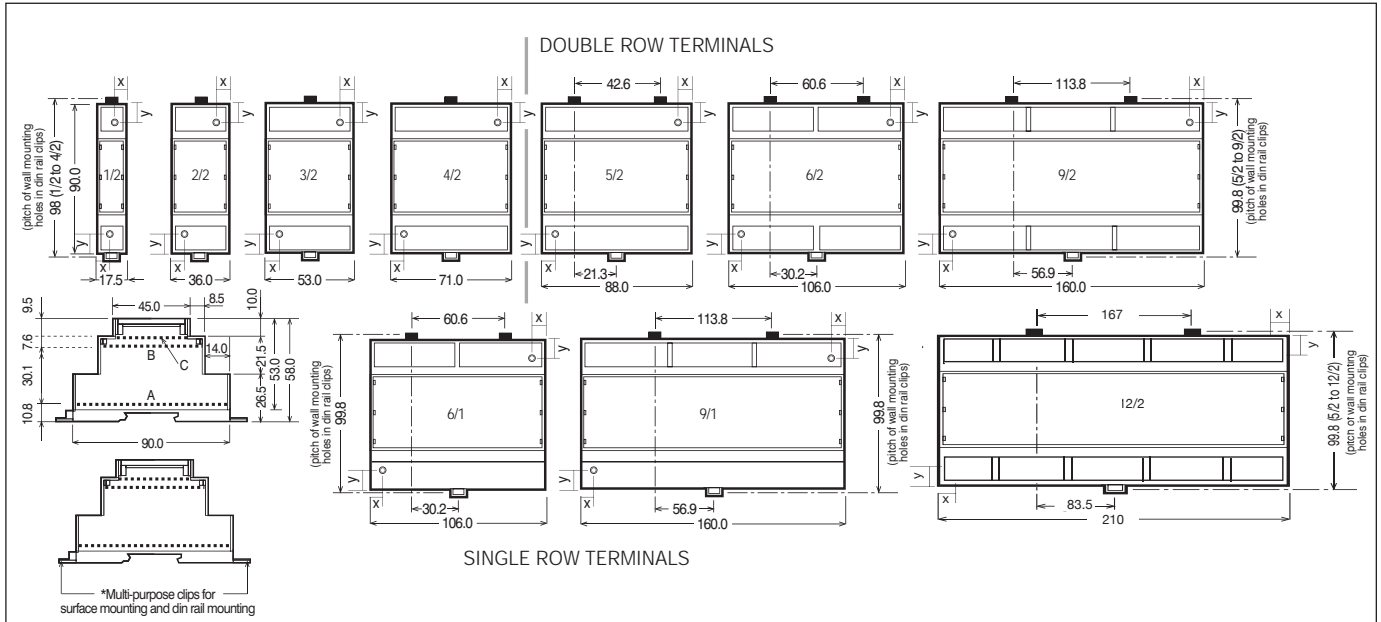 DOUBLE ROW TERMINALS
x
x
x
x
42.6
x
60.6
x
113.8
x
y
y
y
y
y
y
y
(pitch of wall mounting
holes in din rail clips)
98 (1/2 to 4/2)
90.0
1/2
2/2
3/2
4/2
5/2
6/2
9/2
99.8 (5/2 to 9/2)
(pitch of wall mounting
holes in din rail clips)
y
y
y
y
y
y
y
x
x
x
x
x
x
x
17.5
36.0
53.0
71.0
21.3
88.0
30.2
106.0
56.9
160.0
9.5
45.0
8.5
10.0
7.6
B
C
14.0
21.5
53.0
58.0
30.1
A
26.5
10.8
90.0
60.6
x
y
113.8
x
y
167
x
y
99.8
(pitch of wall mounting
holes in din rail clips)
6/1
9/1
99.8
(pitch of wall mounting
holes in din rail clips)
12/2
99.8 (5/2 to 12/2)
(pitch of wall mounting
holes in din rail clips)
y
x
y
x
y
x
30.2
106.0
56.9
160.0
83.5
210
SINGLE ROW TERMINALS
*Multi-purpose clips for
surface mounting and din rail mounting